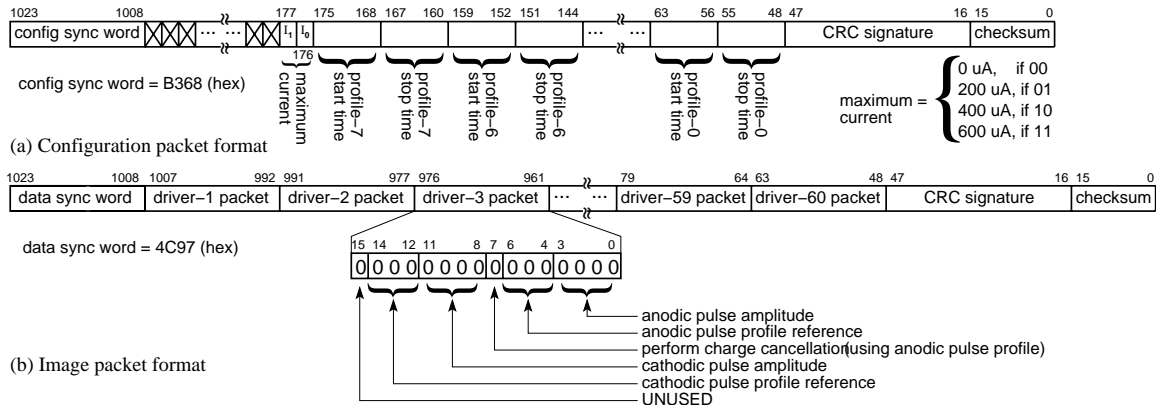 1023 1008 177 175 168 167 160 159 152 151 144 63 56 55 48 47 16 15 0
config sync word ... ... I1 I0 ... ... CRC signature checksum
176
config sync word = B368 (hex)
maximum current
profile−7 start time
profile−7 stop time
profile−6 start time
profile−6 stop time
profile−0 start time
profile−0 stop time
maximum current =
0 uA, if 00
200 uA, if 01
400 uA, if 10
600 uA, if 11
(a) Configuration packet format
1023 1008 1007 992 991 977 976 961 79 64 63 48 47 16 15 0
data sync word driver−1 packet driver−2 packet driver−3 packet ... ... driver−59 packet driver−60 packet CRC signature checksum
data sync word = 4C97 (hex)
15 14 12 11 8 7 6 4 3 0
0 0 0 0 0 0 0 0 0 0 0 0 0 0 0 0
anodic pulse amplitude
anodic pulse profile reference
perform charge cancellation(using anodic pulse profile)
cathodic pulse amplitude
cathodic pulse profile reference
UNUSED
(b) Image packet format